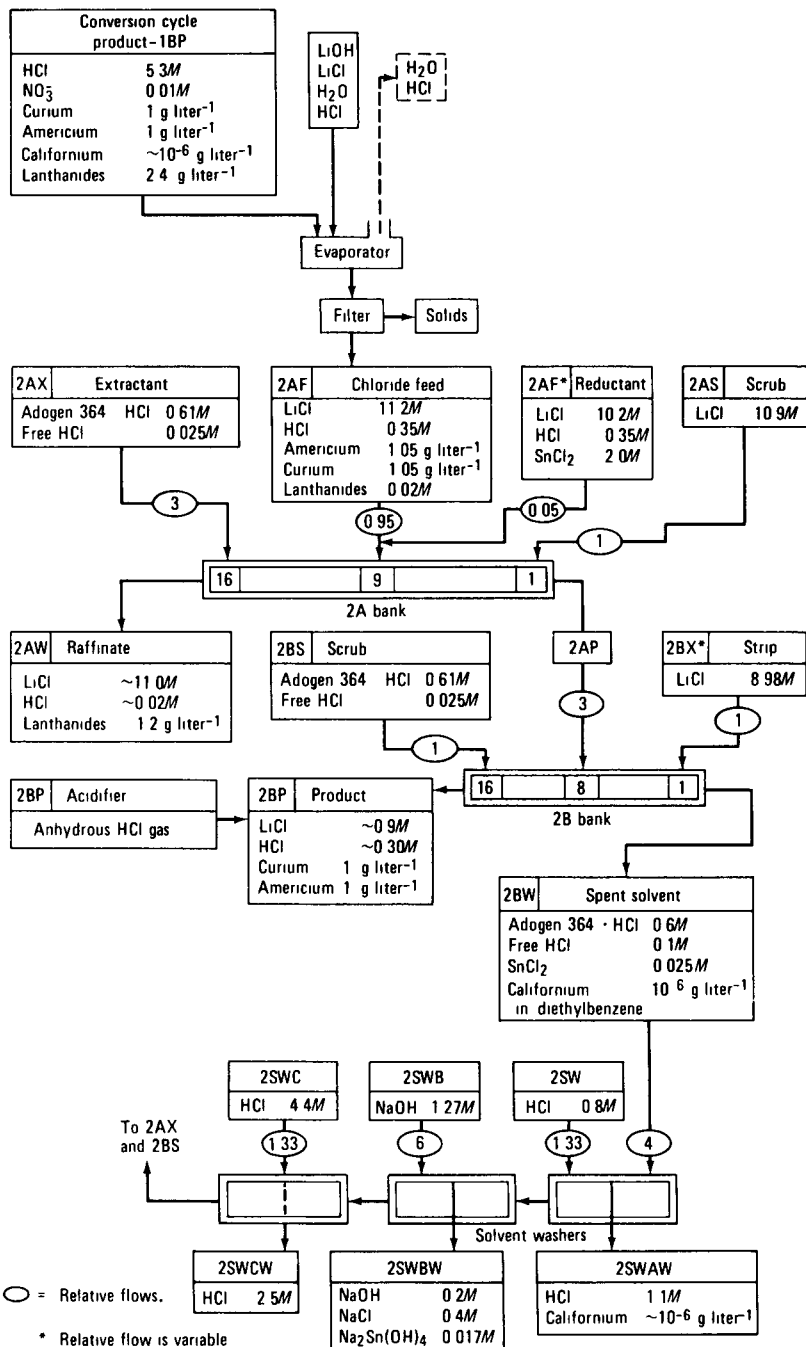 Conversion cycle
product-1BP
HCl 5 3M
NO₃⁻ 0 01M
Curium 1 g liter⁻¹
Americium 1 g liter⁻¹
Californium ~10⁻⁶ g liter⁻¹
Lanthanides 2 4 g liter⁻¹
LiOH
LiCl
H₂O
HCl
H₂O
HCl
Evaporator
Filter
Solids
2AX Extractant
Adogen 364 HCl 0 61M
Free HCl 0 025M
2AF Chloride feed
LiCl 11 2M
HCl 0 35M
Americium 1 05 g liter⁻¹
Curium 1 05 g liter⁻¹
Lanthanides 0 02M
2AF* Reductant
LiCl 10 2M
HCl 0 35M
SnCl₂ 2 0M
2AS Scrub
LiCl 10 9M
3
0 95
0 05
1
16 9 1
2A bank
2AW Raffinate
LiCl ~11 0M
HCl ~0 02M
Lanthanides 1 2 g liter⁻¹
2BS Scrub
Adogen 364 HCl 0 61M
Free HCl 0 025M
2AP
2BX* Strip
LiCl 8 98M
1
3
1
16 8 1
2B bank
2BP Acidifier
Anhydrous HCl gas
2BP Product
LiCl ~0 9M
HCl ~0 30M
Curium 1 g liter⁻¹
Americium 1 g liter⁻¹
2BW Spent solvent
Adogen 364 · HCl 0 6M
Free HCl 0 1M
SnCl₂ 0 025M
Californium 10⁻⁶ g liter⁻¹
in diethylbenzene
2SWC
HCl 4 4M
2SWB
NaOH 1 27M
2SW
HCl 0 8M
To 2AX
and 2BS
1 33
6
1 33
4
Solvent washers
2SWCW
HCl 2 5M
2SWBW
NaOH 0 2M
NaCl 0 4M
Na₂Sn(OH)₄ 0 017M
2SWAW
HCl 1 1M
Californium ~10⁻⁶ g liter⁻¹
= Relative flows.
* Relative flow is variable